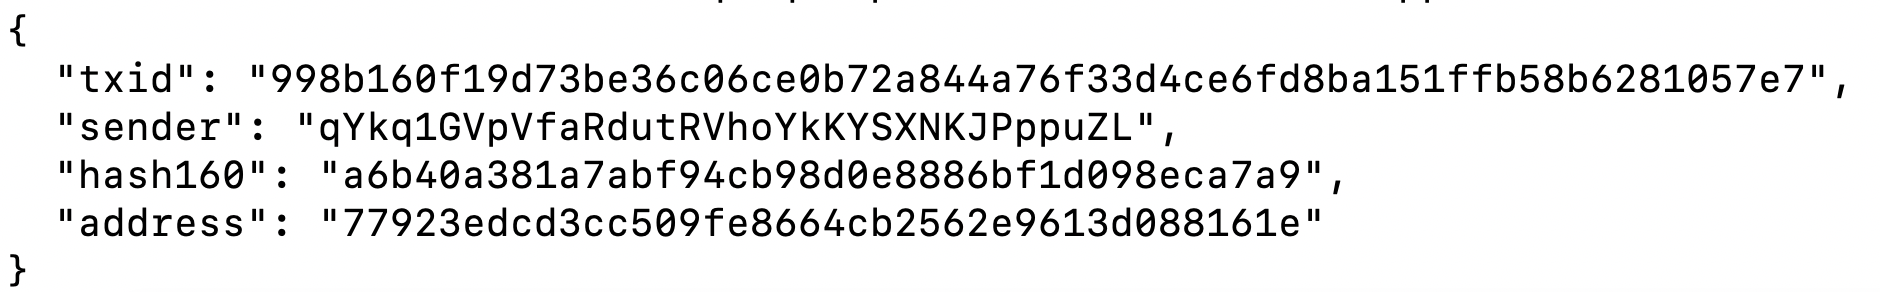 {
"txid": "998b160f19d73be36c06ce0b72a844a76f33d4ce6fd8ba151ffb58b6281057e7",
"sender": "qYkq1GVpVfaRdutRVhoYkKYSXNKJPppuZL",
"hash160": "a6b40a381a7abf94cb98d0e8886bf1d098eca7a9",
"address": "77923edcd3cc509fe8664cb2562e9613d088161e"
}